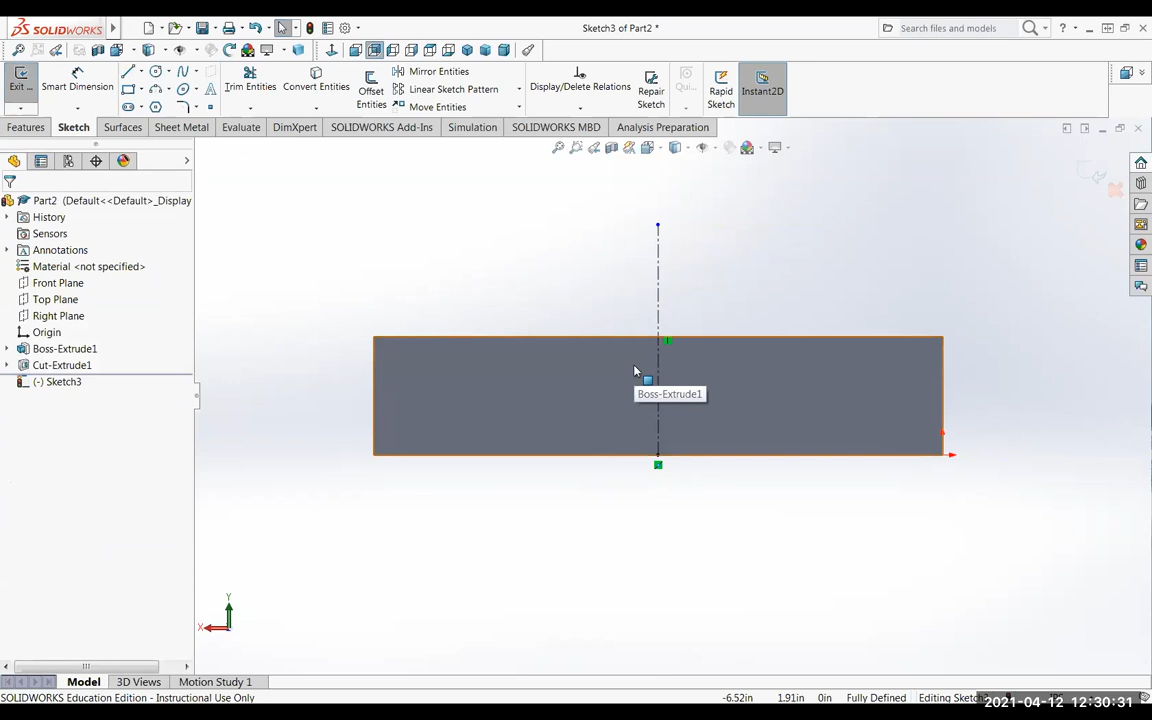 SOLIDWORKS
Sketch3 of Part2 *
Search files and models
Exit ...
Smart Dimension
Trim Entities
Convert Entities
Offset Entities
Mirror Entities
Linear Sketch Pattern
Move Entities
Display/Delete Relations
Repair Sketch
Qui...
Rapid Sketch
Instant2D
Features
Sketch
Surfaces
Sheet Metal
Evaluate
DimXpert
SOLIDWORKS Add-Ins
Simulation
SOLIDWORKS MBD
Analysis Preparation
Part2 (Default<<Default>_Display
History
Sensors
Annotations
Material <not specified>
Front Plane
Top Plane
Right Plane
Origin
Boss-Extrude1
Cut-Extrude1
(-) Sketch3
Boss-Extrude1
Y
X
Model
3D Views
Motion Study 1
SOLIDWORKS Education Edition - Instructional Use Only
-6.52in
1.91in
0in
Fully Defined
2021-04-12 12:30:31